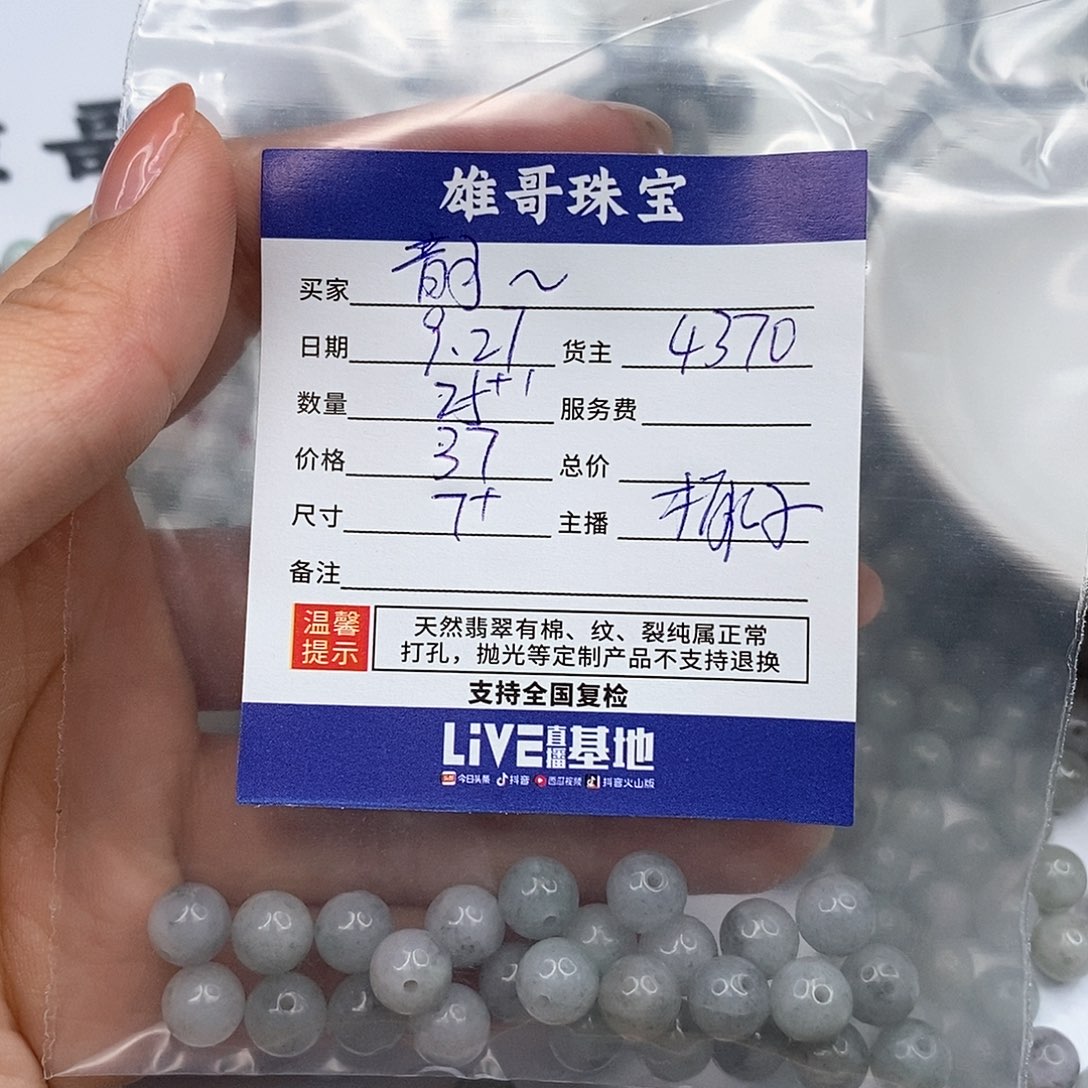 哥
雄哥珠宝
买家
日期 9.21 货主 4370
数量 25+1 服务费
价格 37 总价
尺寸 7+ 主播
备注
温馨提示
天然翡翠有棉、纹、裂纯属正常
打孔，抛光等定制产品不支持退换
支持全国复检
LiVE直播基地
今日头条 抖音 西瓜视频 抖音火山版